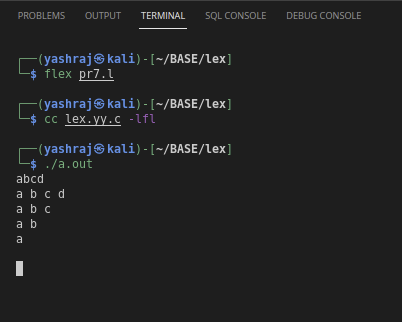 PROBLEMS OUTPUT TERMINAL SQL CONSOLE DEBUG CONSOLE
┌──(yashraj㉿kali)-[~/BASE/lex]
└─$ flex pr7.l
┌──(yashraj㉿kali)-[~/BASE/lex]
└─$ cc lex.yy.c -lfl
┌──(yashraj㉿kali)-[~/BASE/lex]
└─$ ./a.out
abcd
a b c d
a b c
a b
a